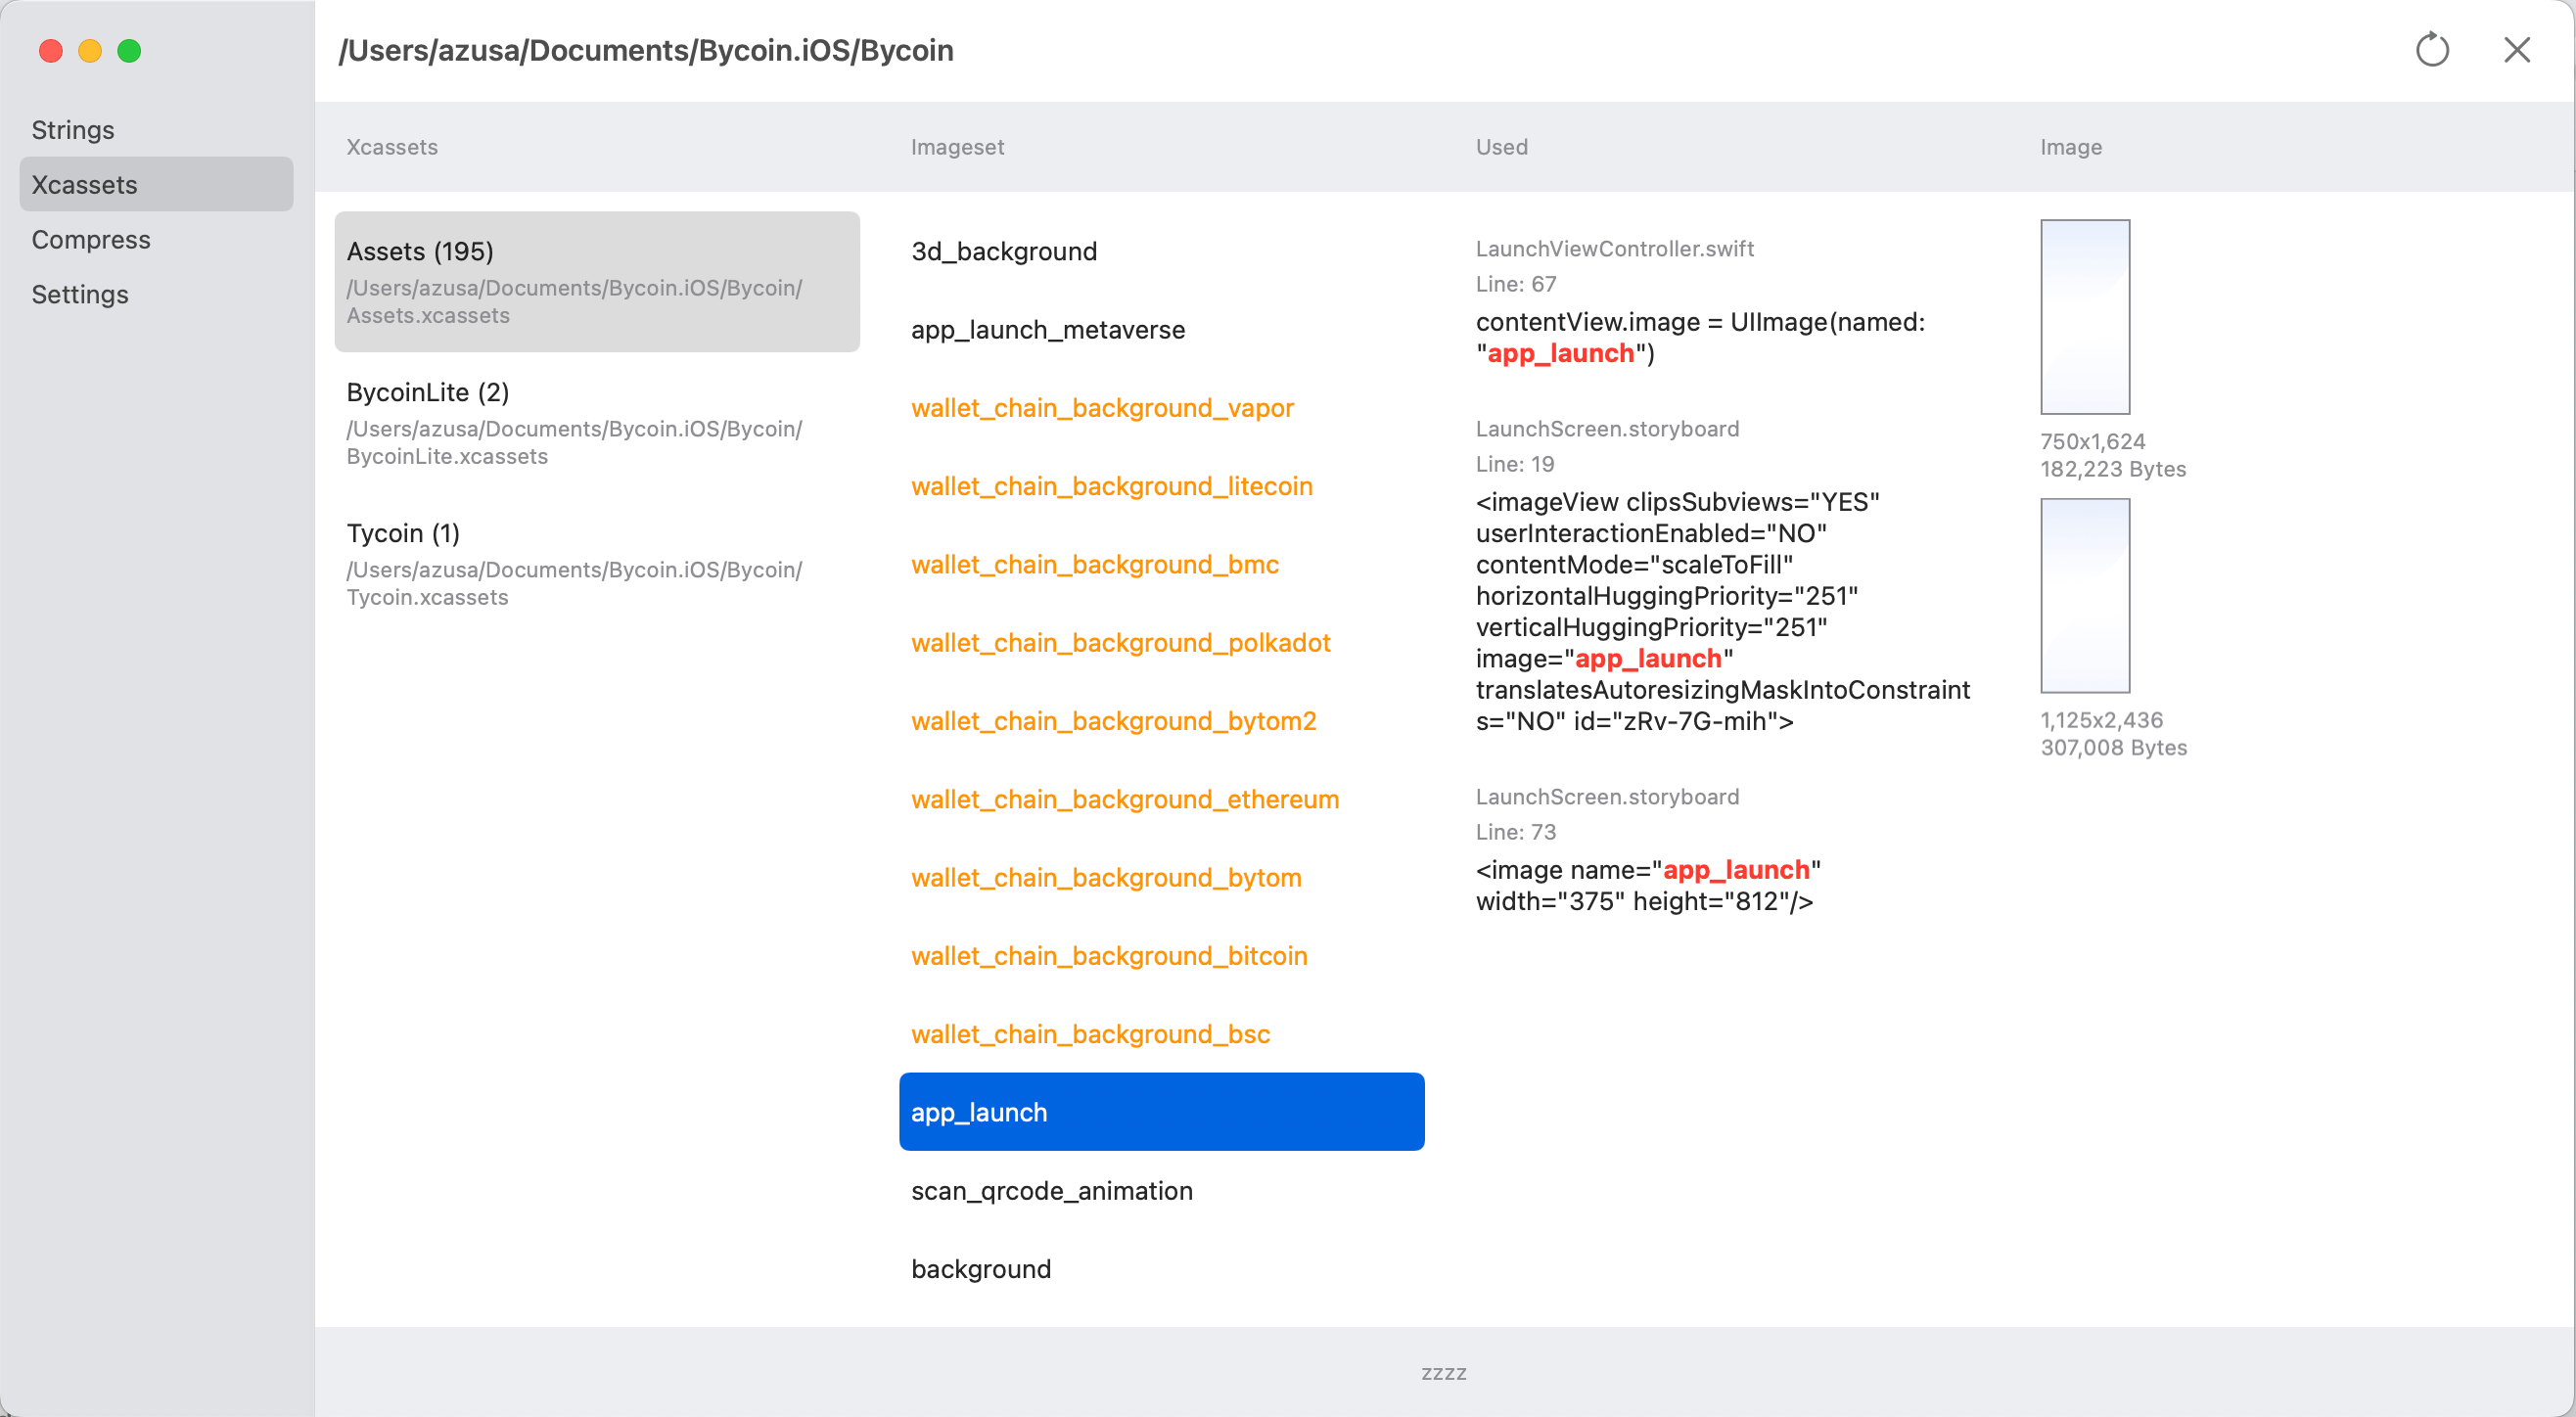 /Users/azusa/Documents/Bycoin.iOS/Bycoin
Strings
Xcassets
Compress
Settings
Xcassets
Imageset
Used
Image
Assets (195)
/Users/azusa/Documents/Bycoin.iOS/Bycoin/
Assets.xcassets
BycoinLite (2)
/Users/azusa/Documents/Bycoin.iOS/Bycoin/
BycoinLite.xcassets
Tycoin (1)
/Users/azusa/Documents/Bycoin.iOS/Bycoin/
Tycoin.xcassets
3d_background
app_launch_metaverse
wallet_chain_background_vapor
wallet_chain_background_litecoin
wallet_chain_background_bmc
wallet_chain_background_polkadot
wallet_chain_background_bytom2
wallet_chain_background_ethereum
wallet_chain_background_bytom
wallet_chain_background_bitcoin
wallet_chain_background_bsc
app_launch
scan_qrcode_animation
background
LaunchViewController.swift
Line: 67
contentView.image = UIImage(named:
"app_launch")
LaunchScreen.storyboard
Line: 19
<imageView clipsSubviews="YES"
userInteractionEnabled="NO"
contentMode="scaleToFill"
horizontalHuggingPriority="251"
verticalHuggingPriority="251"
image="app_launch"
translatesAutoresizingMaskIntoConstraint
s="NO" id="zRv-7G-mih">
LaunchScreen.storyboard
Line: 73
<image name="app_launch"
width="375" height="812"/>
750x1,624
182,223 Bytes
1,125x2,436
307,008 Bytes
zzzz